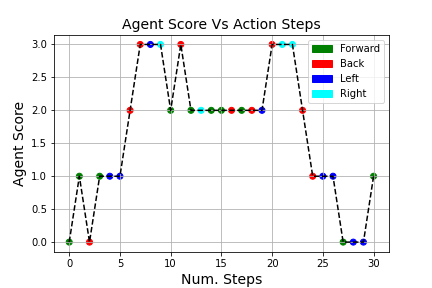 Agent Score Vs Action Steps
3.0
2.5
2.0
1.5
1.0
0.5
0.0
Agent Score
Forward
Back
Left
Right
0 5 10 15 20 25 30
Num. Steps